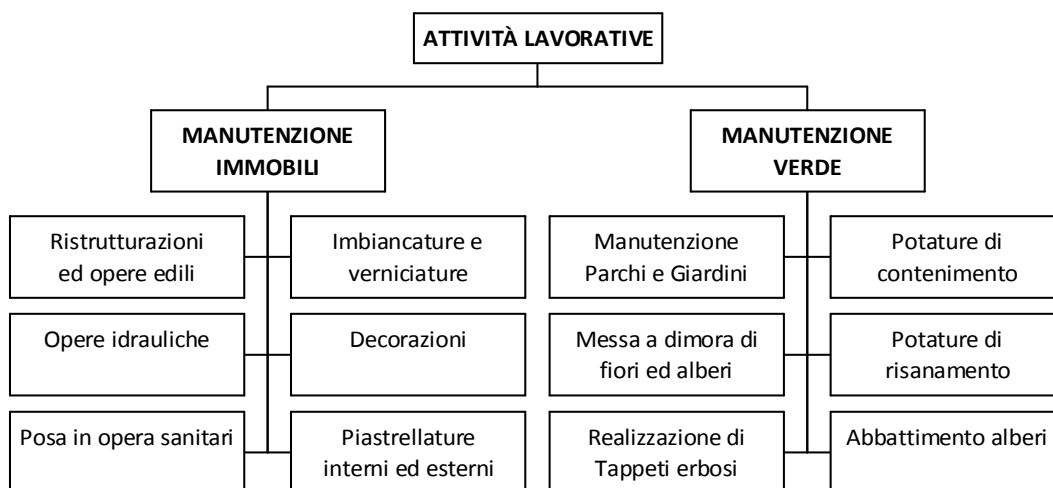 ATTIVITÀ LAVORATIVE
MANUTENZIONE
IMMOBILI
MANUTENZIONE
VERDE
Ristrutturazioni
ed opere edili
Imbiancature e
verniciature
Manutenzione
Parchi e Giardini
Potature di
contenimento
Opere idrauliche
Decorazioni
Messa a dimora di
fiori ed alberi
Potature di
risanamento
Posa in opera sanitari
Piastrellature
interni ed esterni
Realizzazione di
Tappeti erbosi
Abbattimento alberi